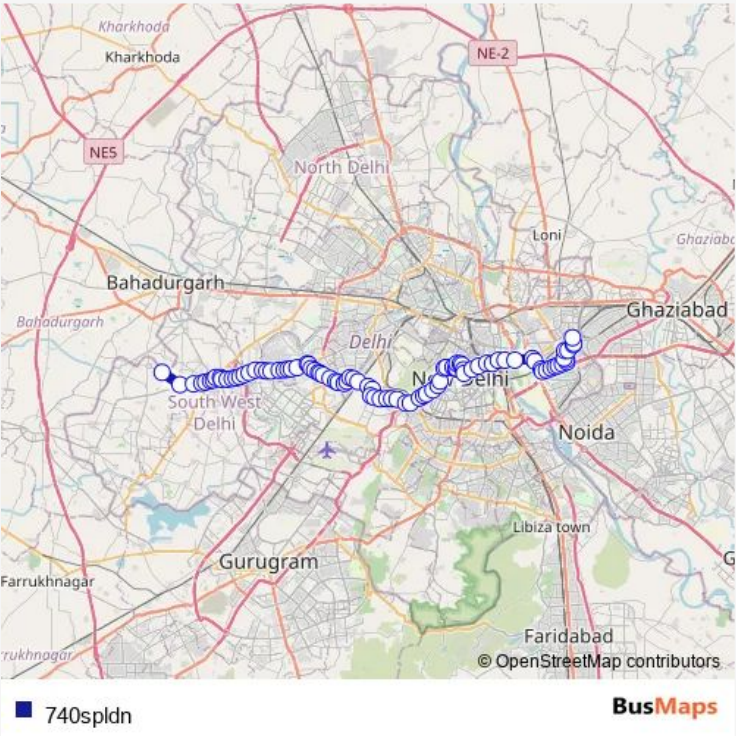 Kharkhoda
Kharkhoda
NE-2
NE5
North Delhi
Loni
Ghaziaba
Bahadurgarh
Ghaziabad
Bahadurgarh
Delhi
New Delhi
South West
Delhi
Noida
Libiza town
Gurugram
G
Farrukhnagar
Faridabad
rrukhnagar
© OpenStreetMap contributors
740spldn
BusMaps